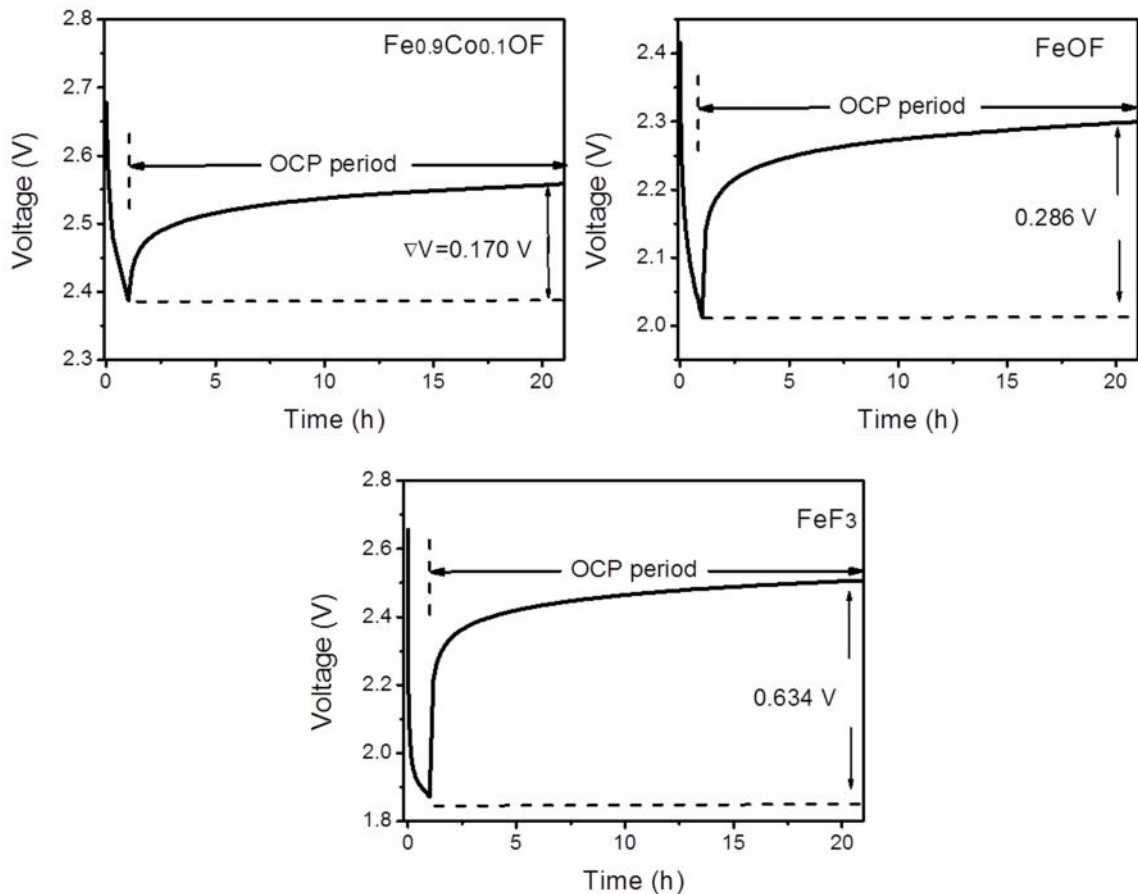 Fe0.9Co0.1OF
OCP period
∇V=0.170 V
2.8
2.7
2.6
2.5
2.4
2.3
Voltage (V)
0 5 10 15 20
Time (h)
FeOF
OCP period
0.286 V
2.4
2.3
2.2
2.1
2.0
Voltage (V)
0 5 10 15 20
Time (h)
FeF3
OCP period
0.634 V
2.8
2.6
2.4
2.2
2.0
1.8
Voltage (V)
0 5 10 15 20
Time (h)